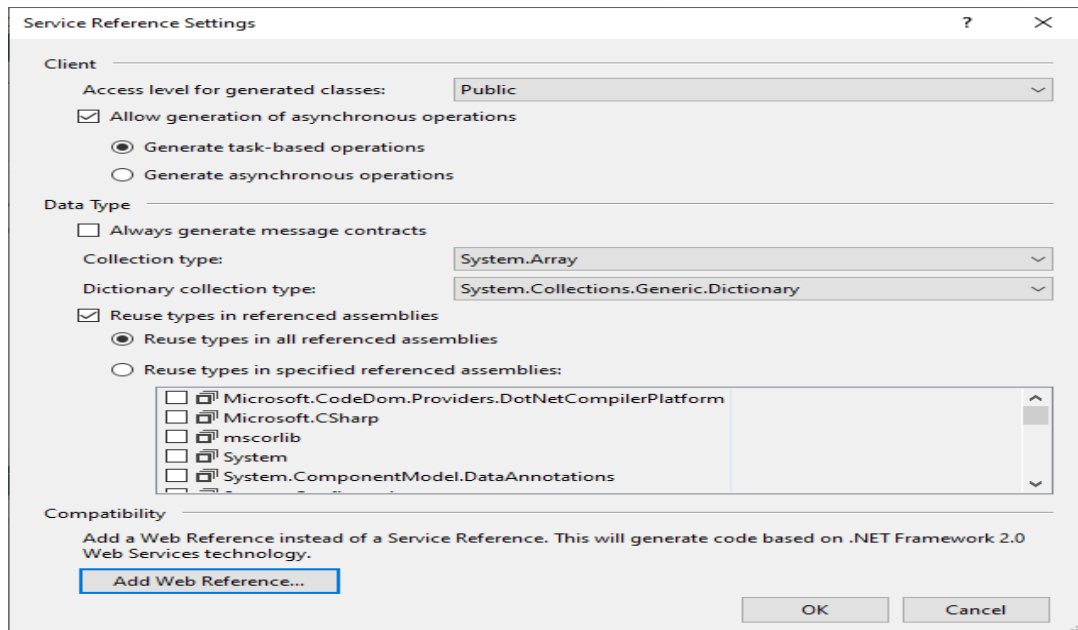 Service Reference Settings ?
Client
Access level for generated classes: Public
Allow generation of asynchronous operations
Generate task-based operations
Generate asynchronous operations
Data Type
Always generate message contracts
Collection type: System.Array
Dictionary collection type: System.Collections.Generic.Dictionary
Reuse types in referenced assemblies
Reuse types in all referenced assemblies
Reuse types in specified referenced assemblies:
Microsoft.CodeDom.Providers.DotNetCompilerPlatform
Microsoft.CSharp
mscorlib
System
System.ComponentModel.DataAnnotations
Compatibility
Add a Web Reference instead of a Service Reference. This will generate code based on .NET Framework 2.0
Web Services technology.
Add Web Reference...
OK Cancel